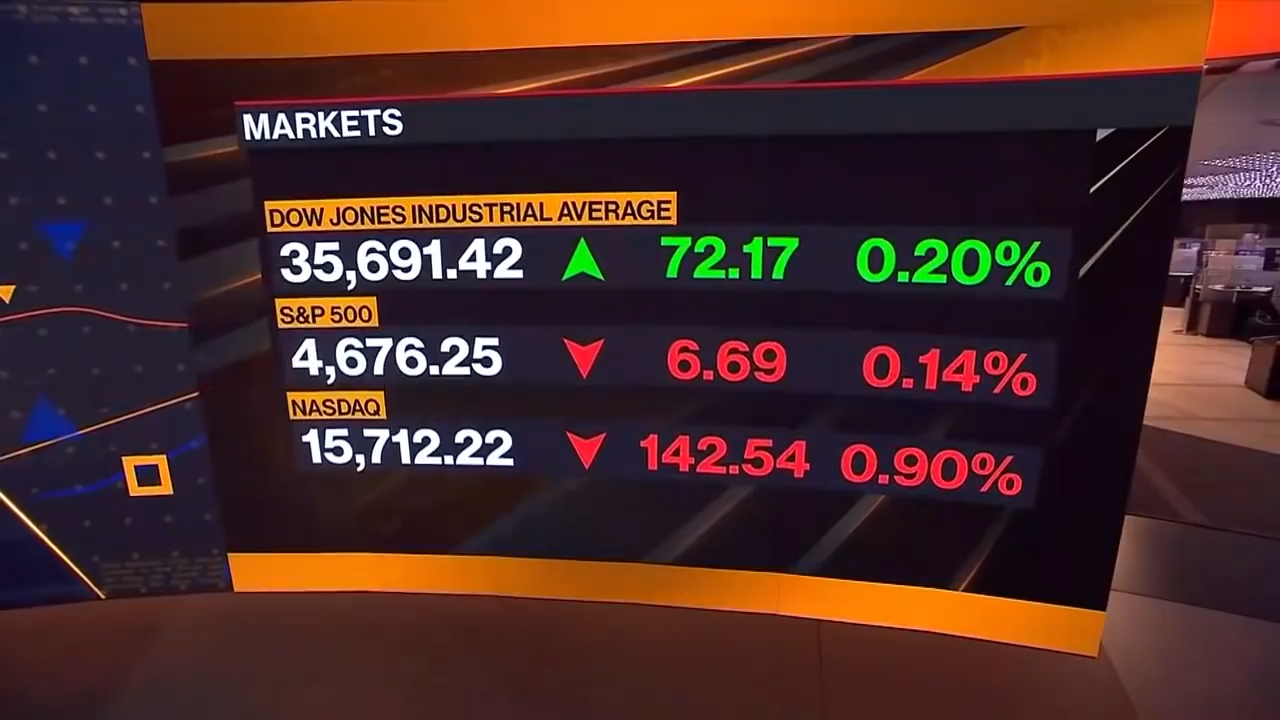 MARKETS
DOW JONES INDUSTRIAL AVERAGE
35,691.42 ▲ 72.17 0.20%
S&P 500
4,676.25 ▼ 6.69 0.14%
NASDAQ
15,712.22 ▼ 142.54 0.90%